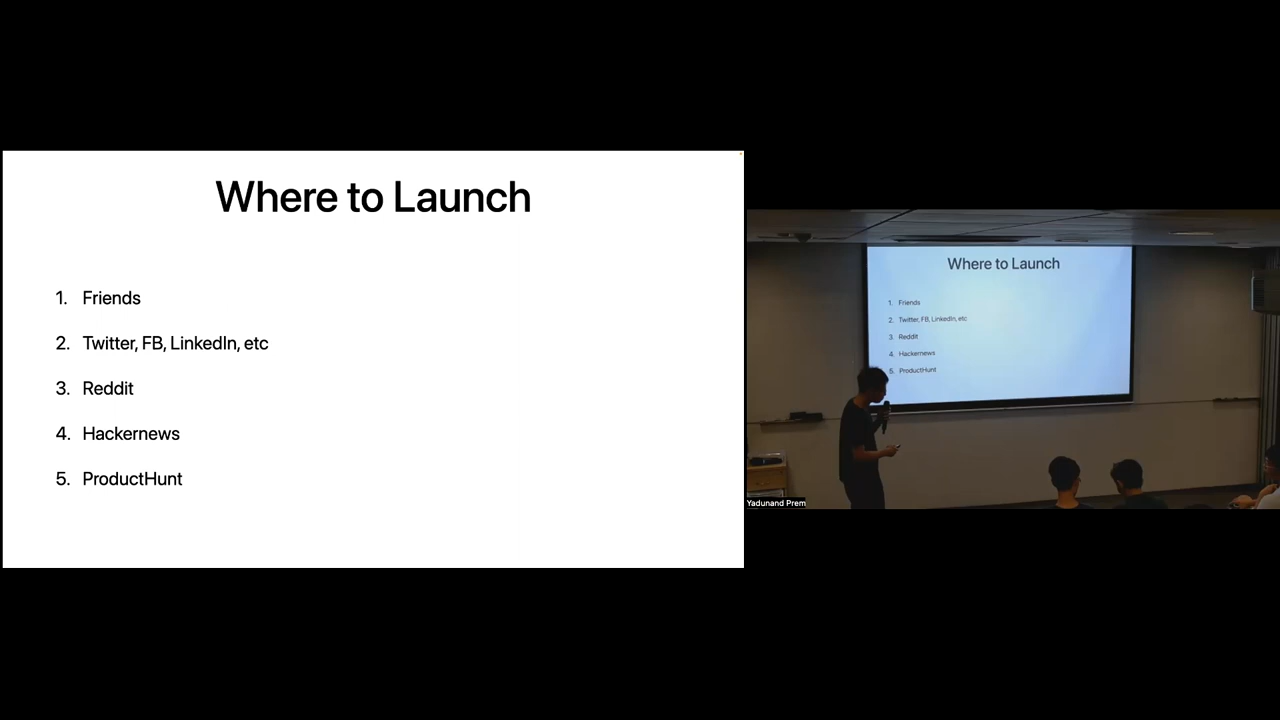 Where to Launch
1. Friends
2. Twitter, FB, LinkedIn, etc
3. Reddit
4. Hackernews
5. ProductHunt
Where to Launch
1. Friends
2. Twitter, FB, LinkedIn, etc
3. Reddit
4. Hackernews
5. ProductHunt
Yadunand Prem